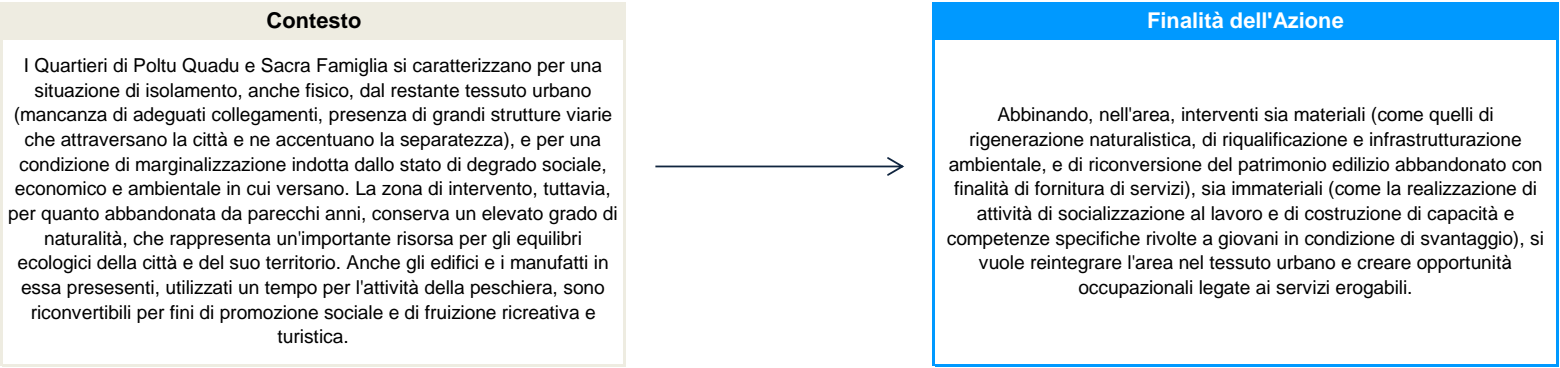 Contesto
I Quartieri di Poltu Quadu e Sacra Famiglia si caratterizzano per una
situazione di isolamento, anche fisico, dal restante tessuto urbano
(mancanza di adeguati collegamenti, presenza di grandi strutture viarie
che attraversano la città e ne accentuano la separatezza), e per una
condizione di marginalizzazione indotta dallo stato di degrado sociale,
economico e ambientale in cui versano. La zona di intervento, tuttavia,
per quanto abbandonata da parecchi anni, conserva un elevato grado di
naturalità, che rappresenta un'importante risorsa per gli equilibri
ecologici della città e del suo territorio. Anche gli edifici e i manufatti in
essa presesenti, utilizzati un tempo per l'attività della peschiera, sono
riconvertibili per fini di promozione sociale e di fruizione ricreativa e
turistica.
Finalità dell'Azione
Abbinando, nell'area, interventi sia materiali (come quelli di
rigenerazione naturalistica, di riqualificazione e infrastrutturazione
ambientale, e di riconversione del patrimonio edilizio abbandonato con
finalità di fornitura di servizi), sia immateriali (come la realizzazione di
attività di socializzazione al lavoro e di costruzione di capacità e
competenze specifiche rivolte a giovani in condizione di svantaggio), si
vuole reintegrare l'area nel tessuto urbano e creare opportunità
occupazionali legate ai servizi erogabili.